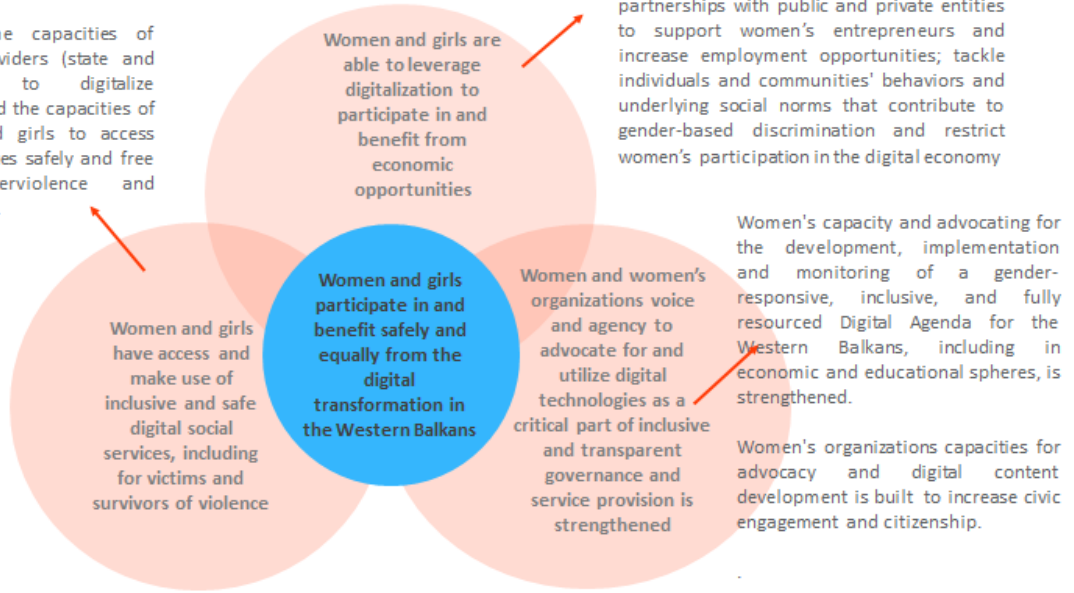 capacities of
(state and
to digitalize
the capacities of
girls to access
safely and free
and
Women and girls are
able to leverage
digitalization to
participate in and
benefit from
economic
opportunities
partnerships with public and private entities
to support women's entrepreneurs and
increase employment opportunities; tackle
individuals and communities' behaviors and
underlying social norms that contribute to
gender-based discrimination and restrict
women's participation in the digital economy
Women and girls
have access and
make use of
inclusive and safe
digital social
services, including
for victims and
survivors of violence
Women and girls
participate in and
benefit safely and
equally from the
digital
transformation in
the Western Balkans
Women and women's
organizations voice
and agency to
advocate for and
utilize digital
technologies as a
critical part of inclusive
and transparent
governance and
service provision is
strengthened
Women's capacity and advocating for
the development, implementation
and monitoring of a gender-
responsive, inclusive, and fully
resourced Digital Agenda for the
Western Balkans, including in
economic and educational spheres, is
strengthened.
Women's organizations capacities for
advocacy and digital content
development is built to increase civic
engagement and citizenship.
.